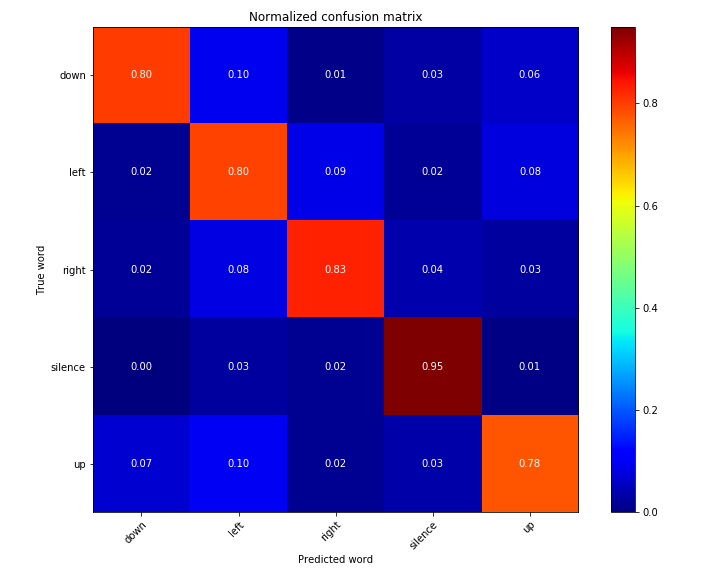 Normalized confusion matrix
down 0.80 0.10 0.01 0.03 0.06
left 0.02 0.80 0.09 0.02 0.08
right 0.02 0.08 0.83 0.04 0.03
silence 0.00 0.03 0.02 0.95 0.01
up 0.07 0.10 0.02 0.03 0.78
True word
down left right silence up
Predicted word
0.8
0.6
0.4
0.2
0.0